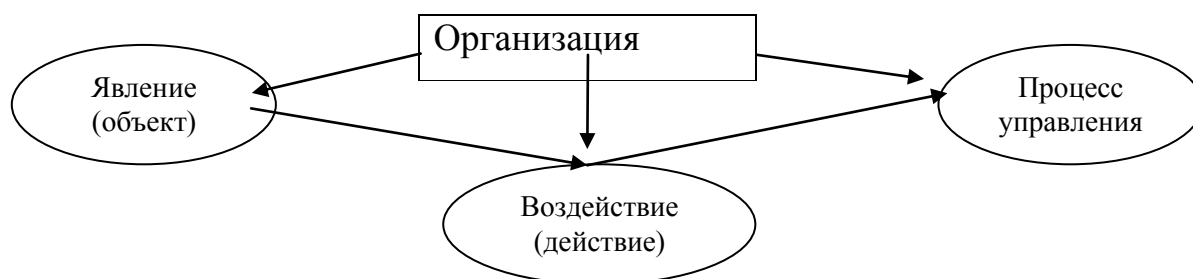 Организация
Явление
(объект)
Процесс
управления
Воздействие
(действие)